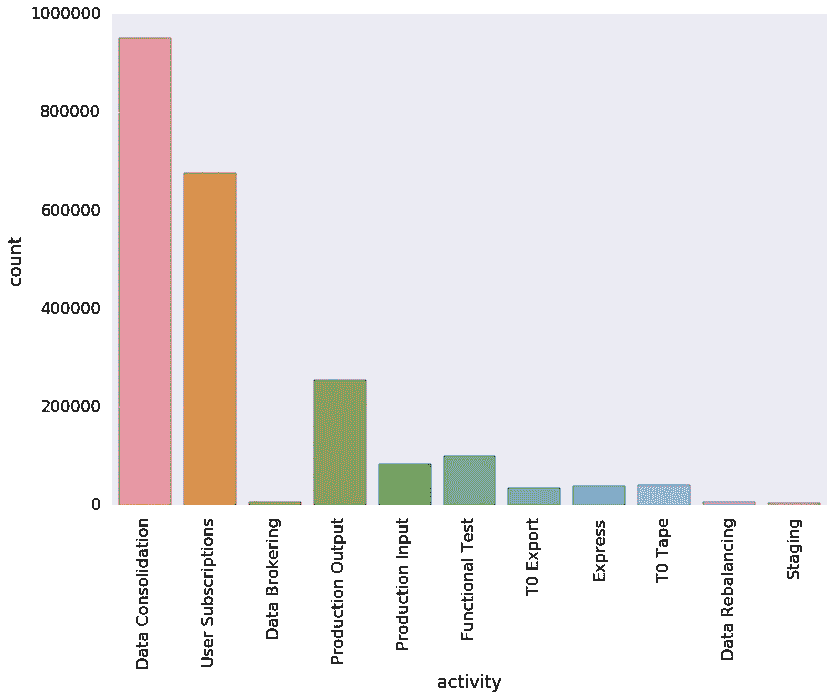 1000000
800000
600000
400000
200000
0
count
Data Consolidation
User Subscriptions
Data Brokering
Production Output
Production Input
Functional Test
T0 Export
Express
T0 Tape
Data Rebalancing
Staging
activity